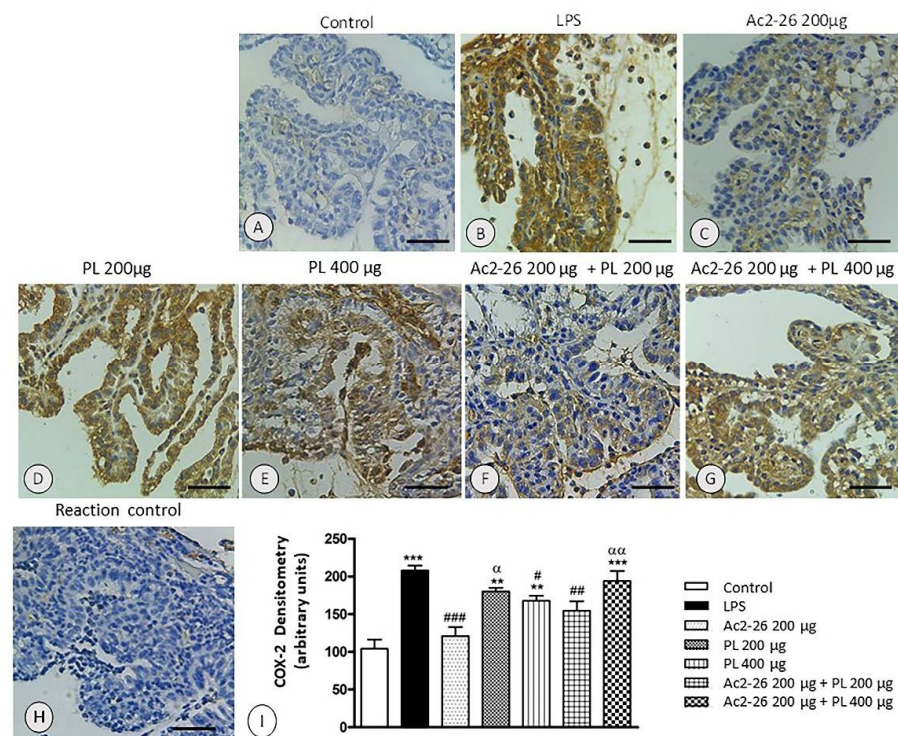 Control
LPS
Ac2-26 200µg
A
B
C
PL 200µg
PL 400 µg
Ac2-26 200 µg + PL 200 µg
Ac2-26 200 µg + PL 400 µg
D
E
F
G
Reaction control
H
I
COX-2 Densitometry
(arbitrary units)
250
200
150
100
50
0
***
###
α
**
#
**
##
αα
***
Control
LPS
Ac2-26 200 µg
PL 200 µg
PL 400 µg
Ac2-26 200 µg + PL 200 µg
Ac2-26 200 µg + PL 400 µg